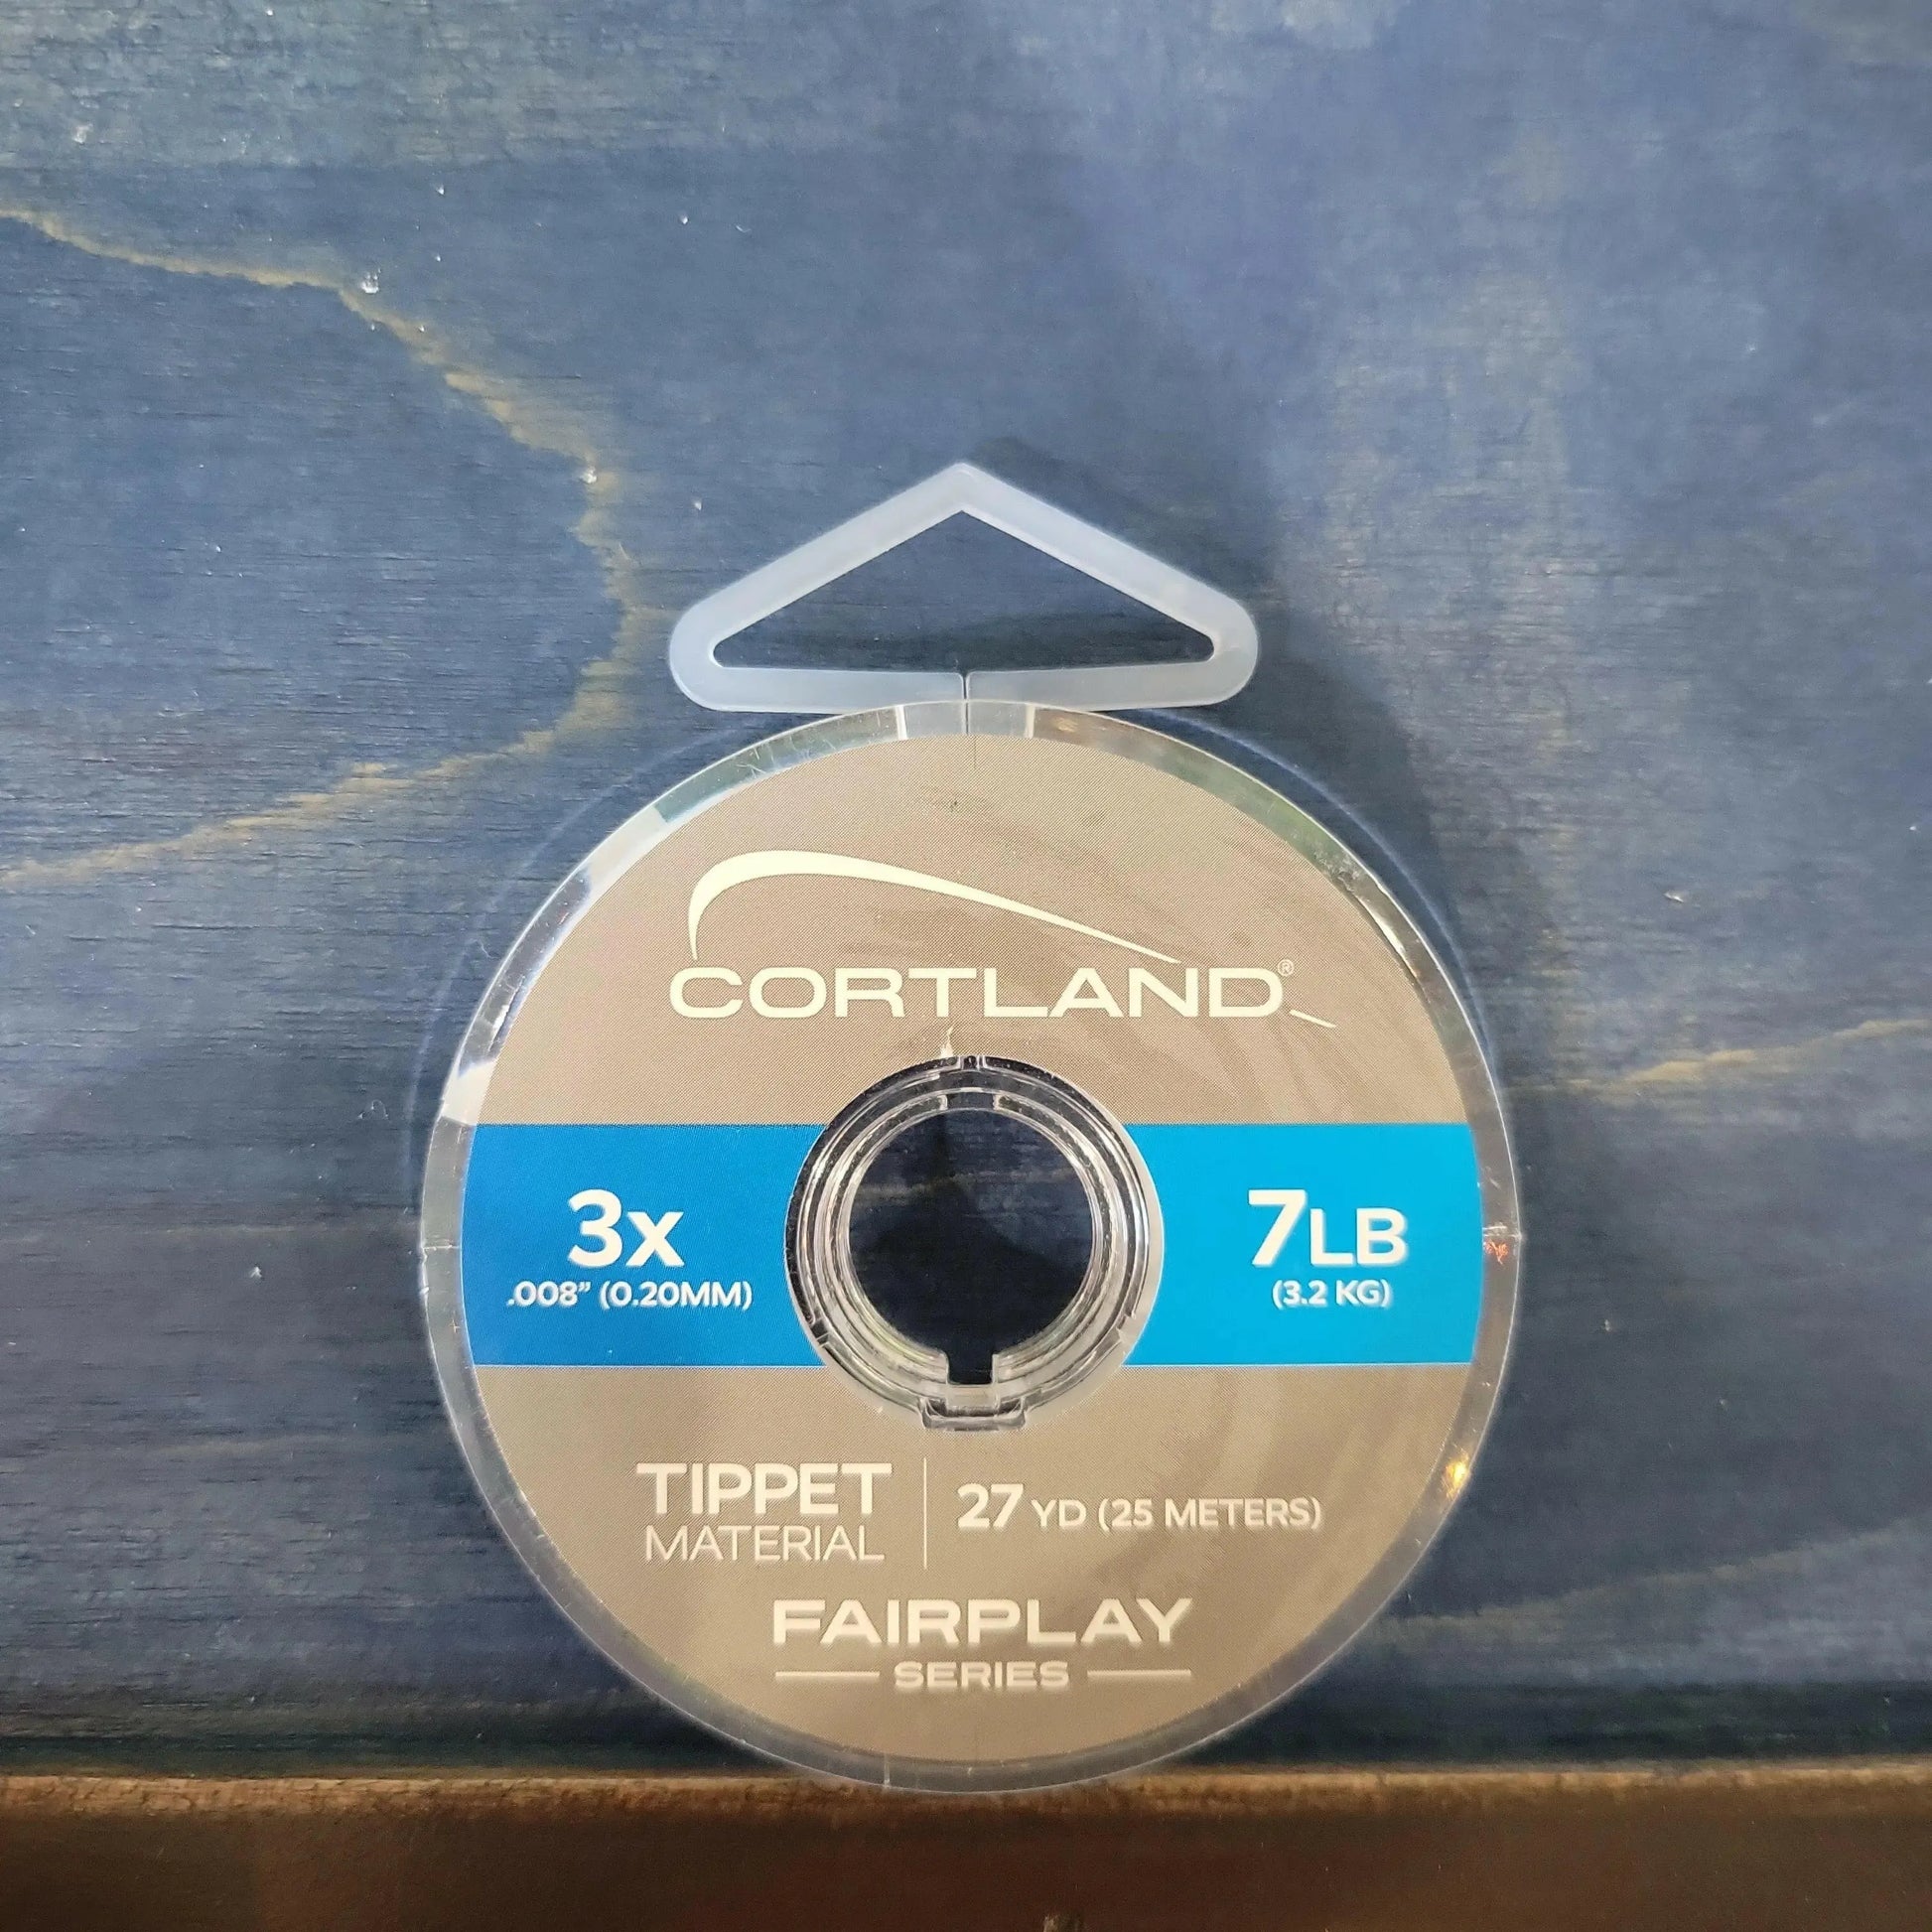 CORTLAND®
3X
.008" (0.20MM)
7LB
(3.2 KG)
TIPPET
MATERIAL
27 YD (25 METERS)
FAIRPLAY
SERIES